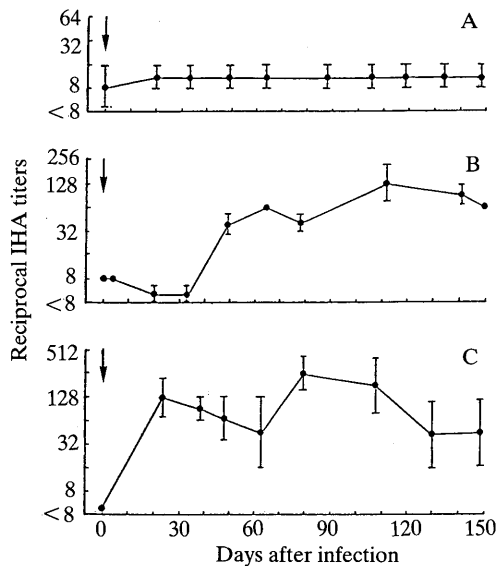 64
A
32
8
< 8
256
B
128
32
8
<8
512
C
128
32
8
<8
0 30 60 90 120 150
Days after infection
Reciprocal IHA titers